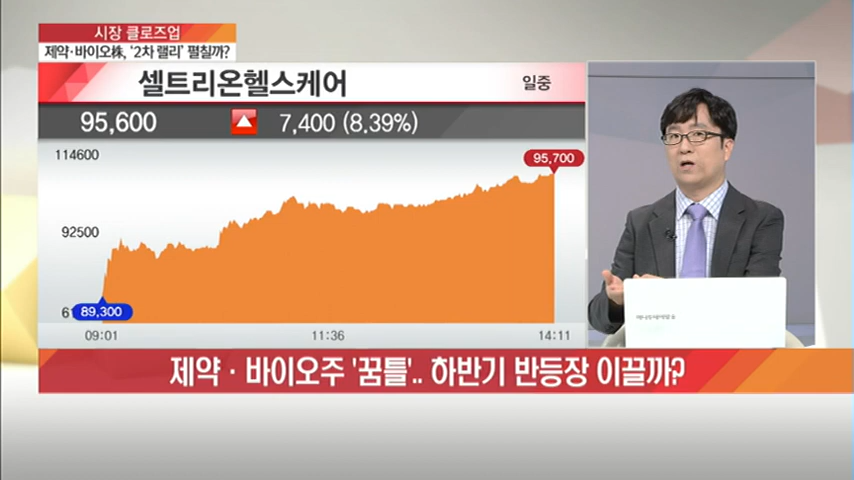 시장 클로즈업
제약·바이오株, '2차 랠리' 펼칠까?
셀트리온헬스케어
일중
95,600 ▲ 7,400 (8.39%)
114600
95,700
92500
89,300
09:01 11:36 14:11
제약·바이오주 '꿈틀'.. 하반기 반등장 이끌까?